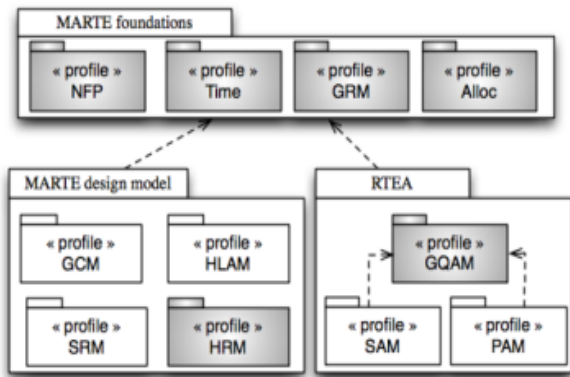 MARTE foundations
« profile »
NFP
« profile »
Time
« profile »
GRM
« profile »
Alloc
MARTE design model
« profile »
GCM
« profile »
HLAM
« profile »
SRM
« profile »
HRM
RTEA
« profile »
GQAM
« profile »
SAM
« profile »
PAM